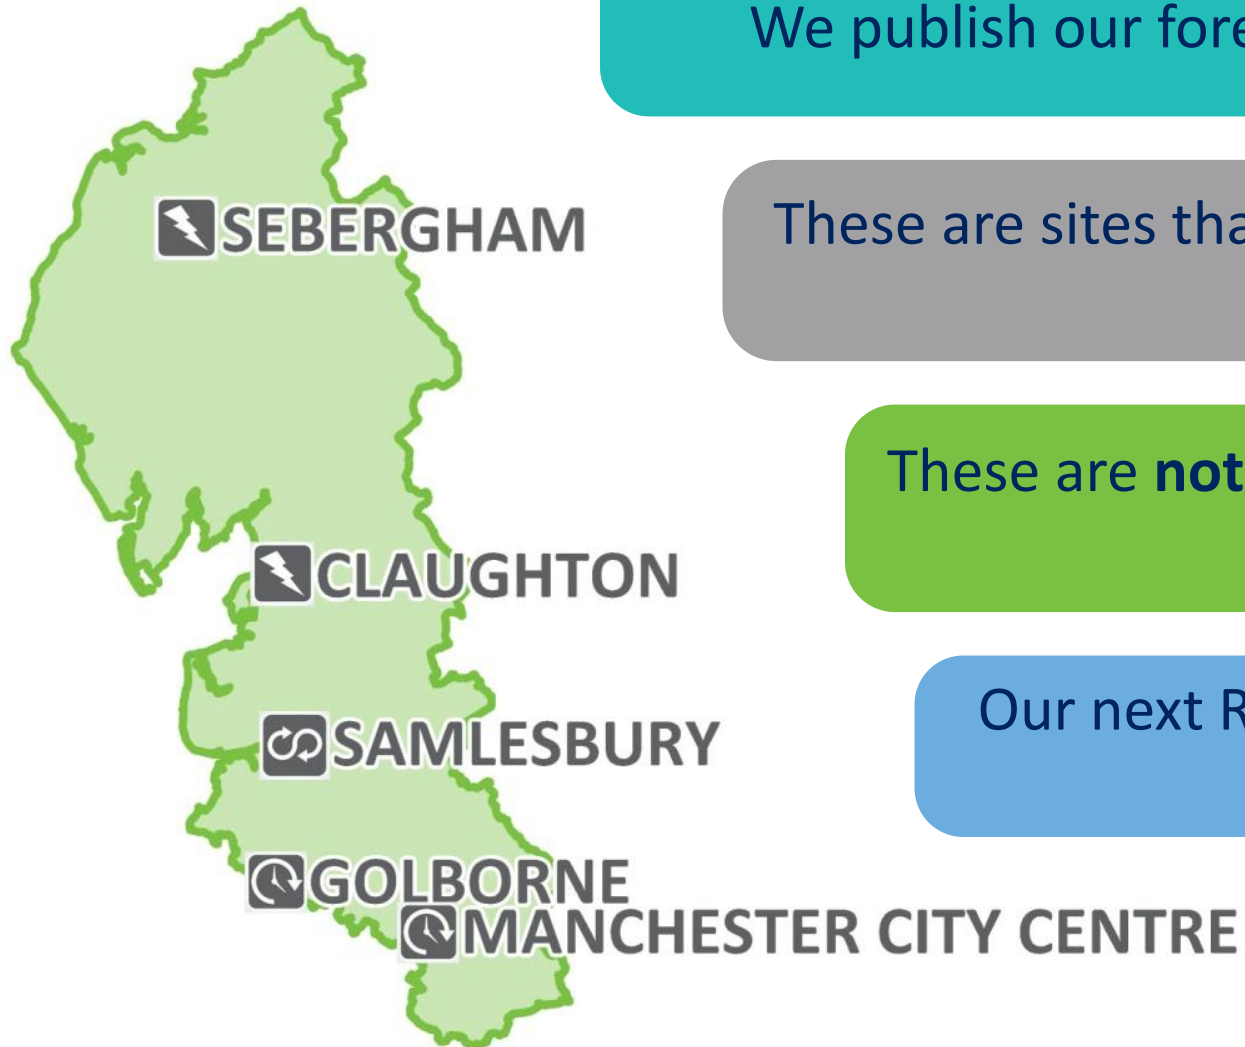 We publish our fore
These are sites tha
These are not
Our next R
SEBERGHAM
CLAUGHTON
SAMLESBURY
GOLBORNE
MANCHESTER CITY CENTRE